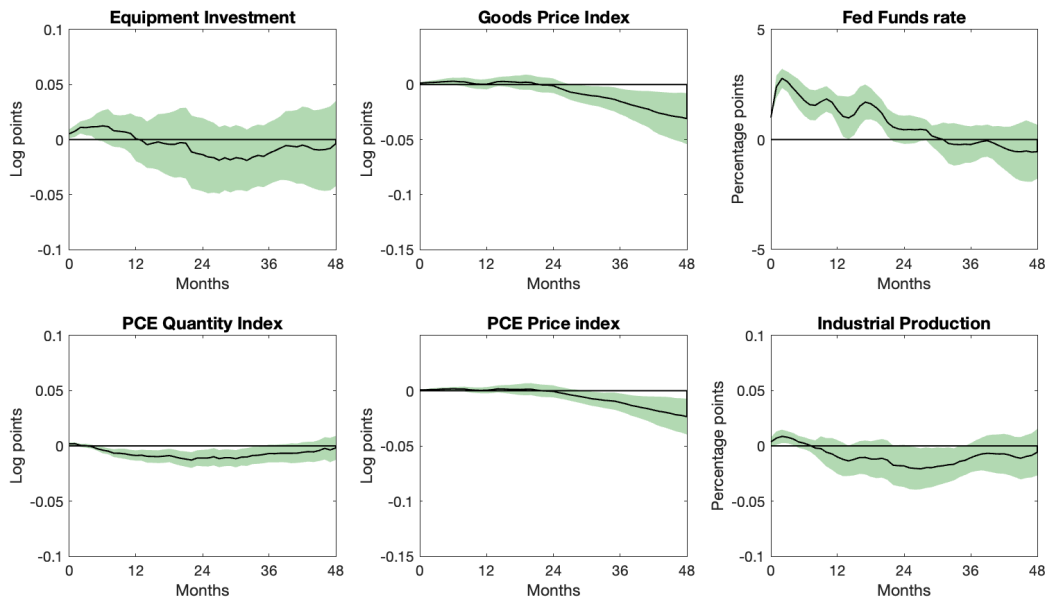 Equipment Investment
0.1
0.05
0
-0.05
-0.1
Log points
0 12 24 36 48
Months
Goods Price Index
0
-0.05
-0.1
-0.15
Log points
0 12 24 36 48
Months
Fed Funds rate
5
0
-5
Percentage points
0 12 24 36 48
Months
PCE Quantity Index
0.1
0.05
0
-0.05
-0.1
Log points
0 12 24 36 48
Months
PCE Price index
0
-0.05
-0.1
-0.15
Log points
0 12 24 36 48
Months
Industrial Production
0.1
0.05
0
-0.05
-0.1
Percentage points
0 12 24 36 48
Months